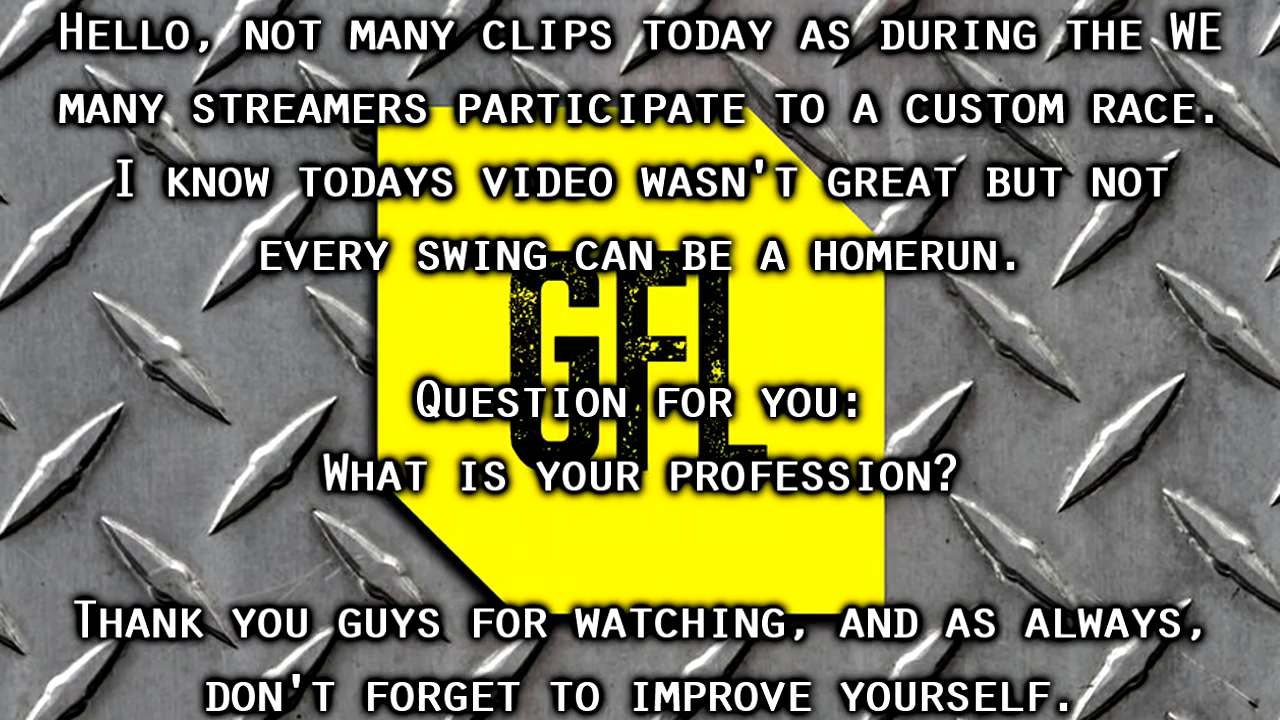 Hello, not many clips today as during the WE
many streamers participate to a custom race.
I know todays video wasn't great but not
every swing can be a homerun.
GFL
Question for you:
What is your profession?
Thank you guys for watching, and as always,
don't forget to improve yourself.